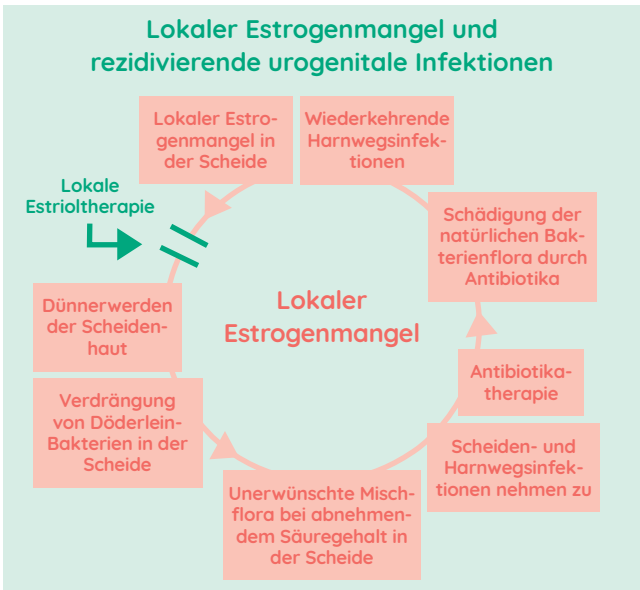 Lokaler Estrogenmangel und
rezidivierende urogenitale Infektionen
Lokaler Estro-
genmangel in
der Scheide
Wiederkehrende
Harnwegsinfek-
tionen
Lokale
Estrioltherapie
Schädigung der
natürlichen Bak-
terienflora durch
Antibiotika
Dünnerwerden
der Scheiden-
haut
Lokaler
Estrogenmangel
Antibiotika-
therapie
Verdrängung
von Döderlein-
Bakterien in der
Scheide
Scheiden- und
Harnwegsinfek-
tionen nehmen zu
Unerwünschte Misch-
flora bei abnehmen-
dem Säuregehalt in
der Scheide